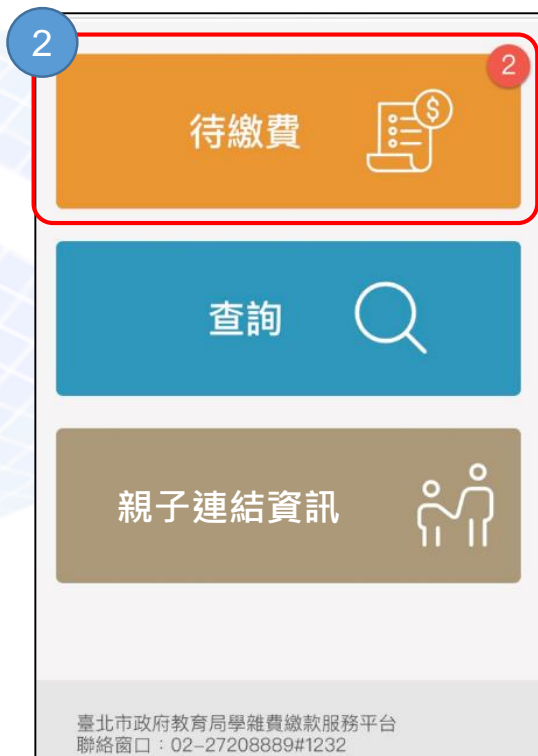 2
2
待繳費
查詢
親子連結資訊
臺北市政府教育局學雜費繳款服務平台
聯絡窗口：02-27208889#1232